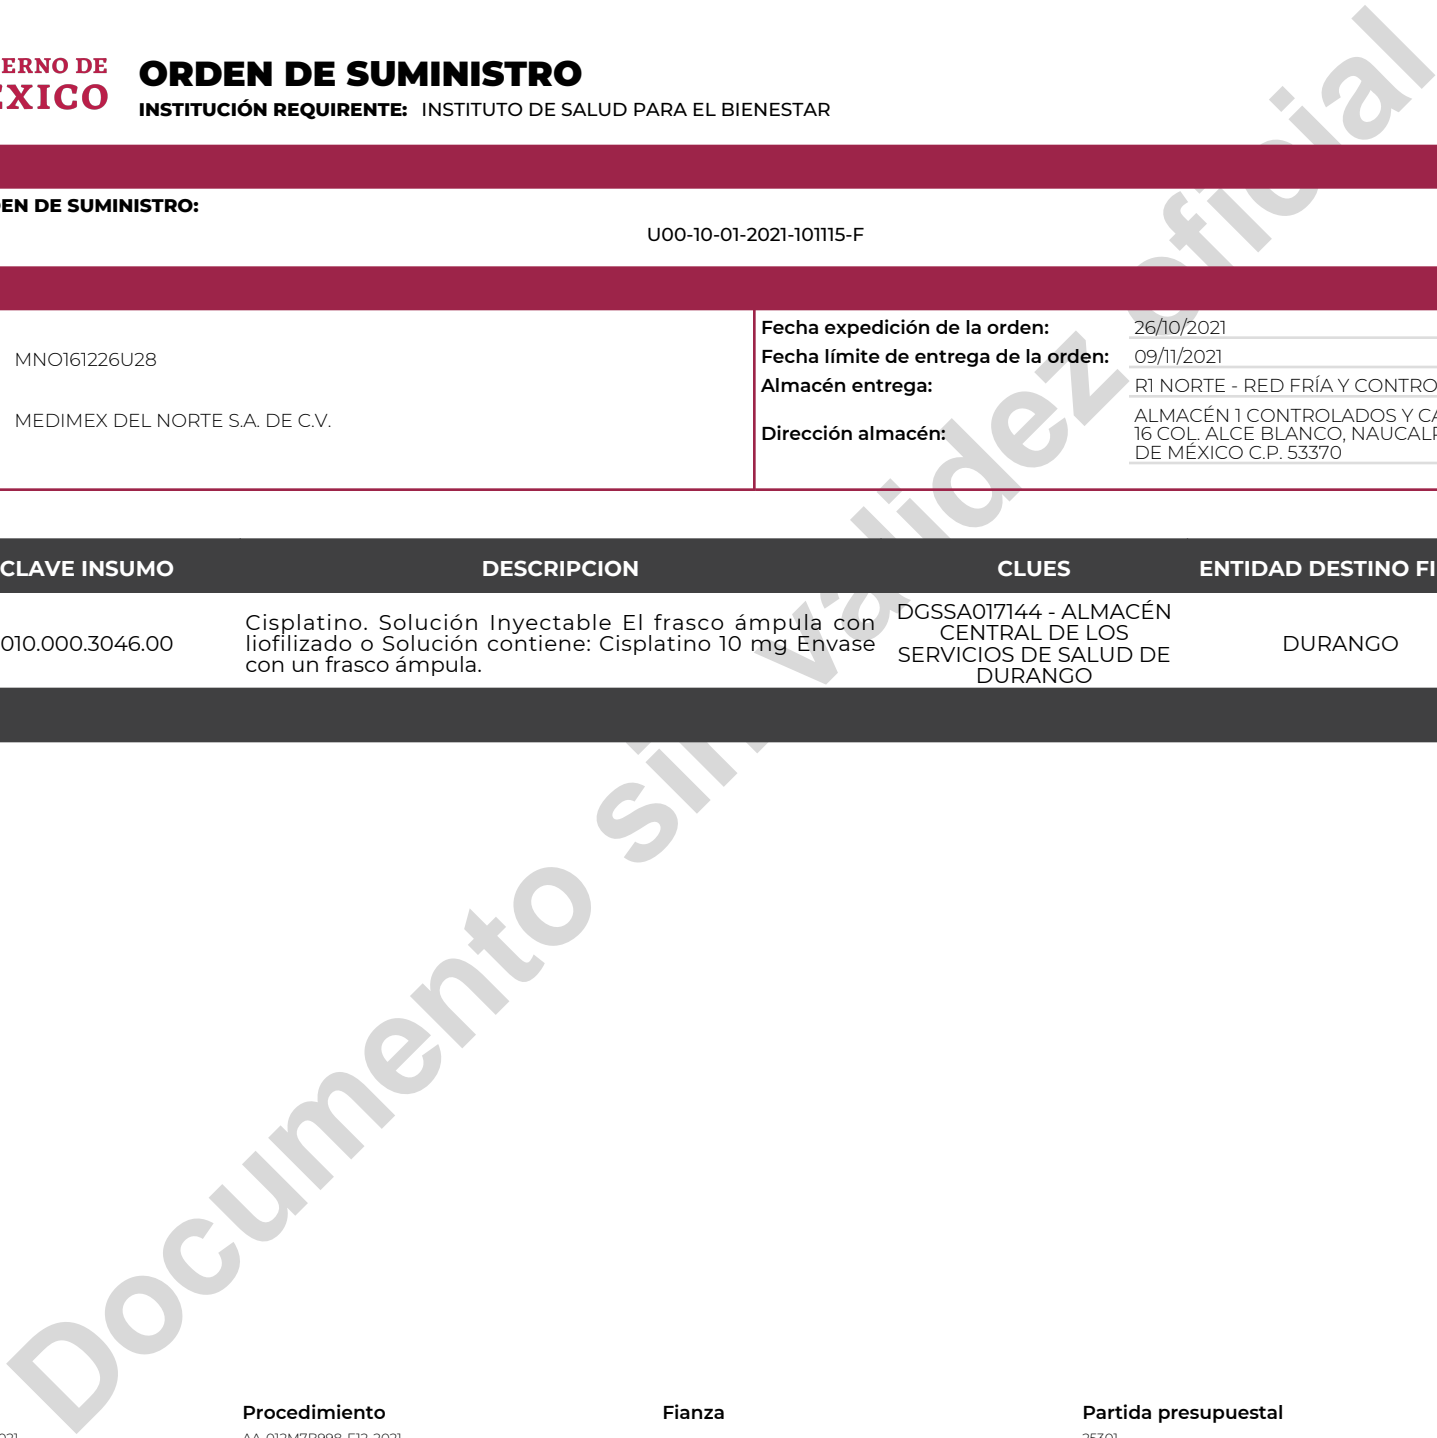 ERNO DE
ÉXICO
ORDEN DE SUMINISTRO
INSTITUCIÓN REQUIRENTE: INSTITUTO DE SALUD PARA EL BIENESTAR
EN DE SUMINISTRO:
U00-10-01-2021-101115-F
MNO161226U28
MEDIMEX DEL NORTE S.A. DE C.V.
Fecha expedición de la orden: 26/10/2021
Fecha límite de entrega de la orden: 09/11/2021
Almacén entrega: R1 NORTE - RED FRÍA Y CONTRO
Dirección almacén:
ALMACÉN 1 CONTROLADOS Y CA
16 COL. ALCE BLANCO, NAUCALP
DE MÉXICO C.P. 53370
CLAVE INSUMO DESCRIPCION CLUES ENTIDAD DESTINO FI
010.000.3046.00
Cisplatino. Solución Inyectable El frasco ámpula con
liofilizado o Solución contiene: Cisplatino 10 mg Envase
con un frasco ámpula.
DGSSA017144 - ALMACÉN
CENTRAL DE LOS
SERVICIOS DE SALUD DE
DURANGO
DURANGO
Documento sin validez oficial
Procedimiento Fianza Partida presupuestal